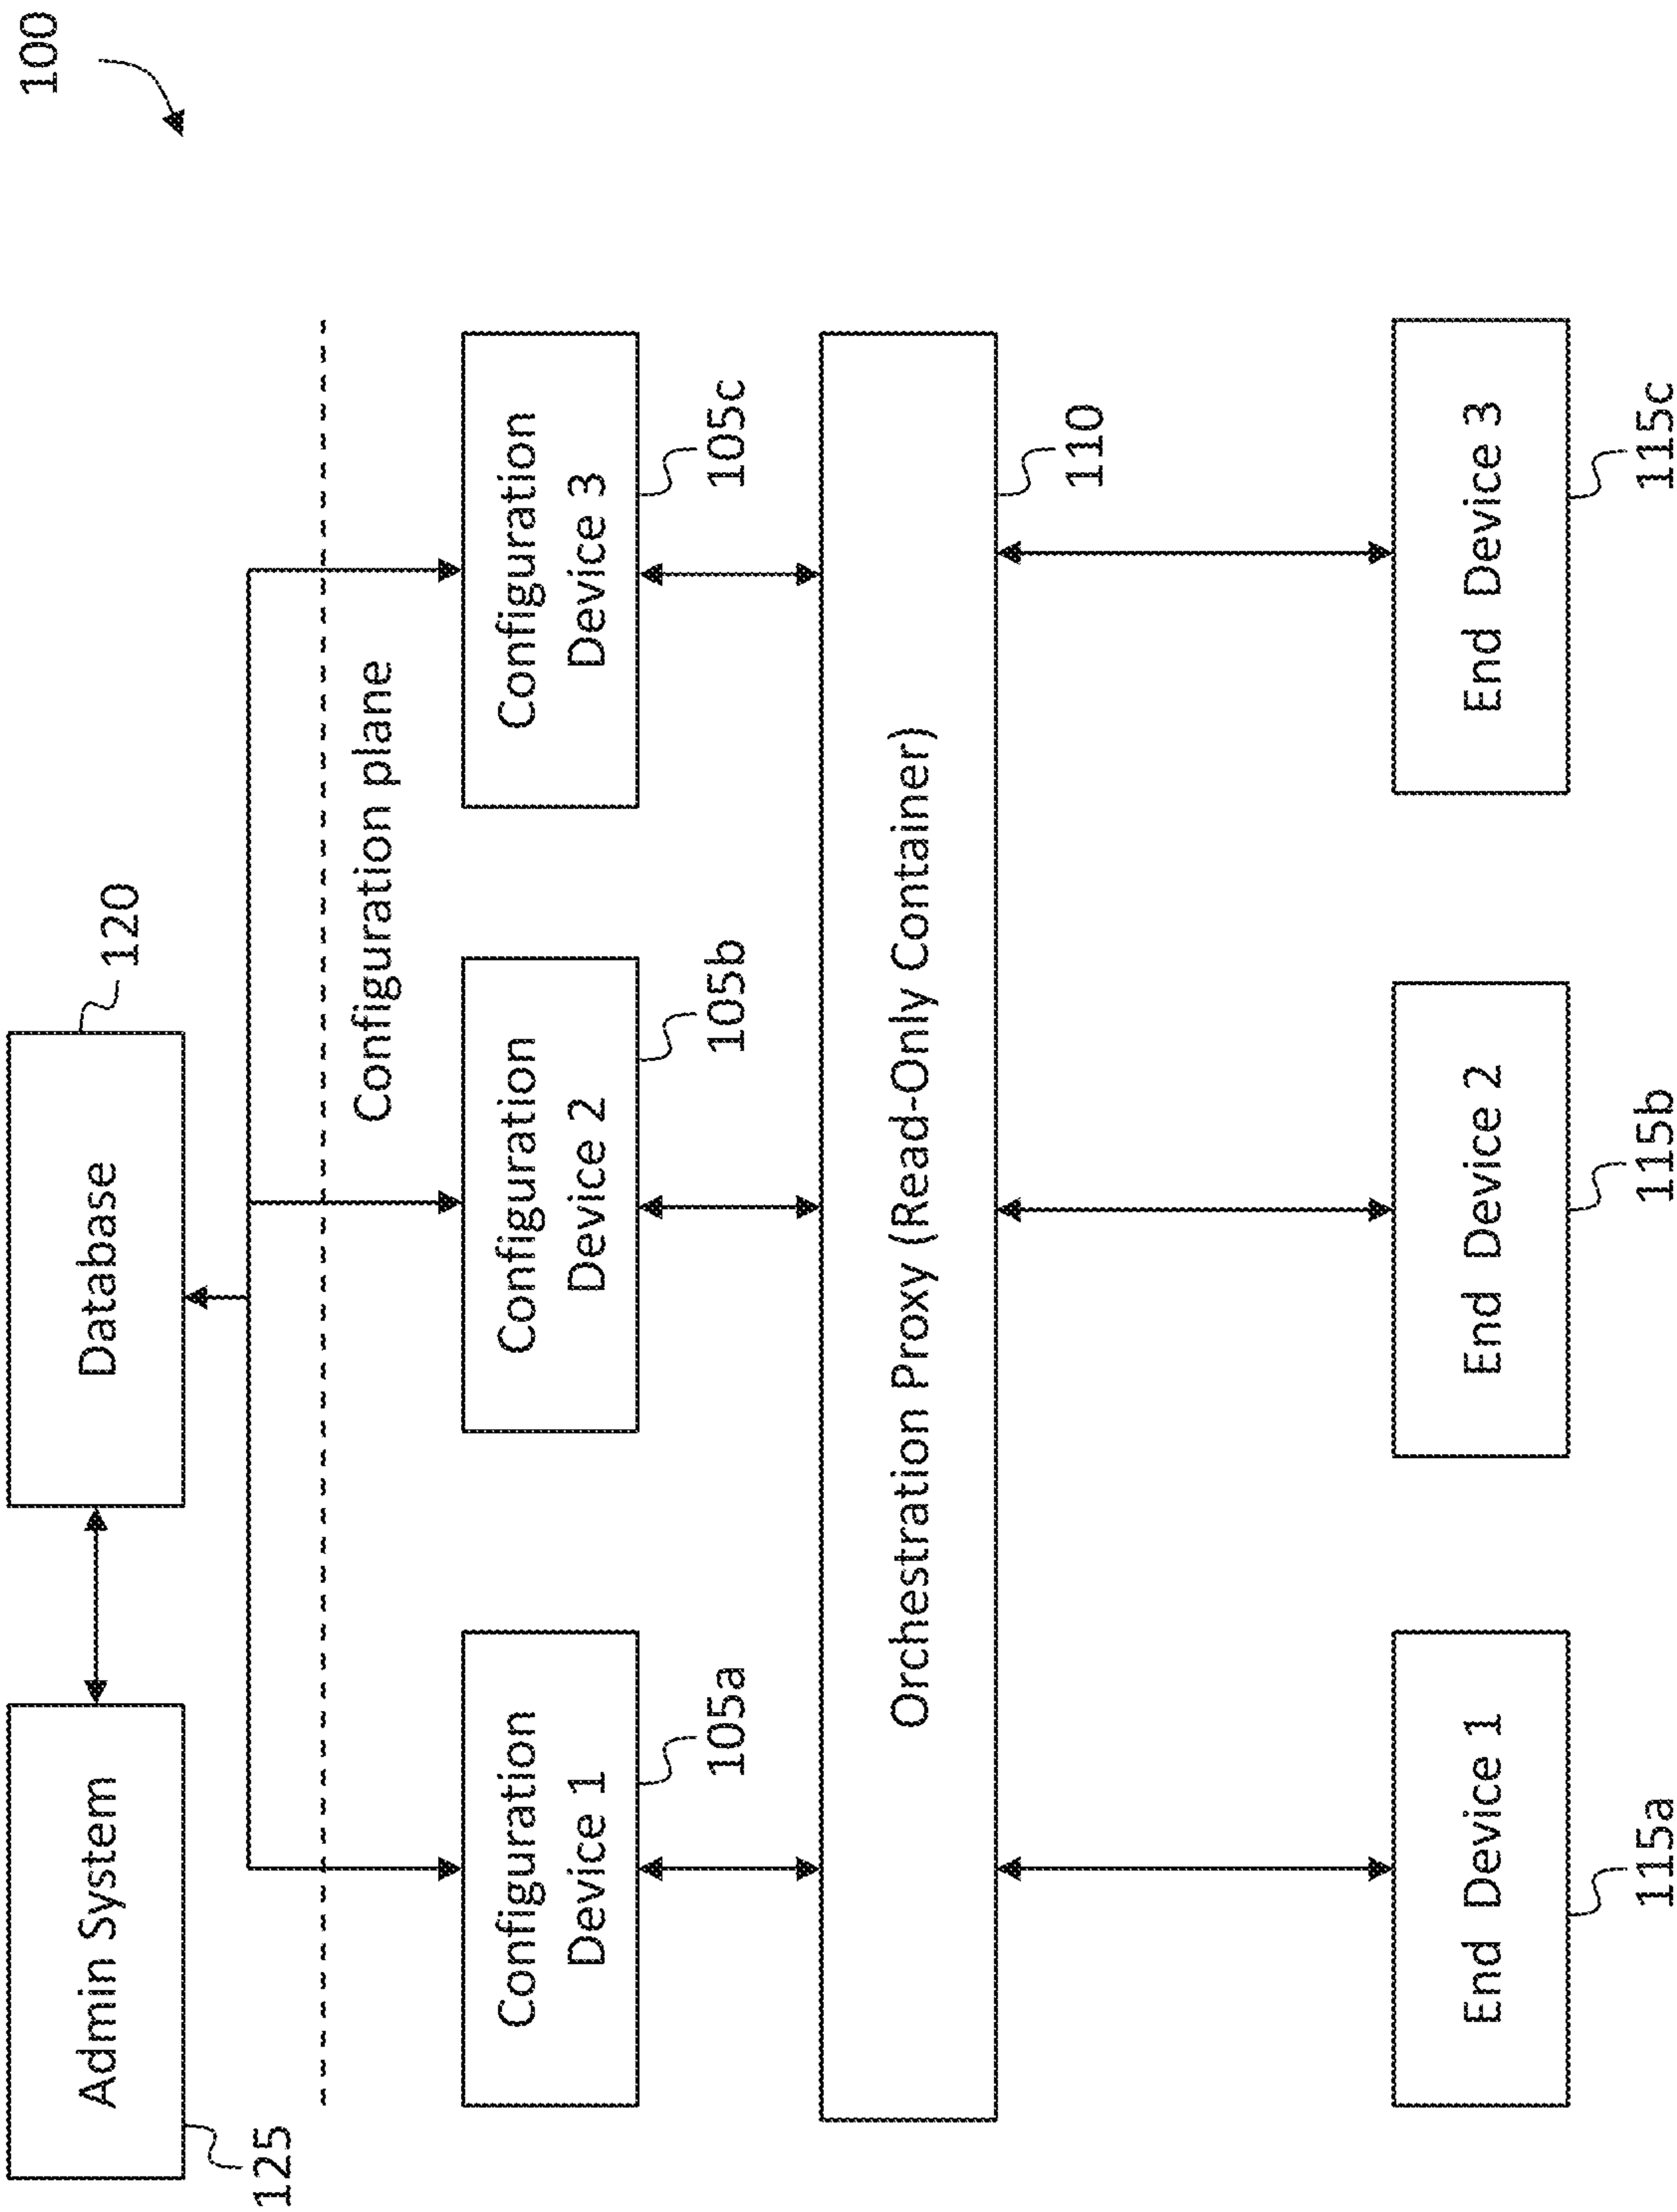 100
Admin System
125
Database
120
Configuration plane
Configuration
Device 1
105a
Configuration
Device 2
105b
Configuration
Device 3
105c
Orchestration Proxy (Read-Only Container)
110
End Device 1
115a
End Device 2
115b
End Device 3
115c